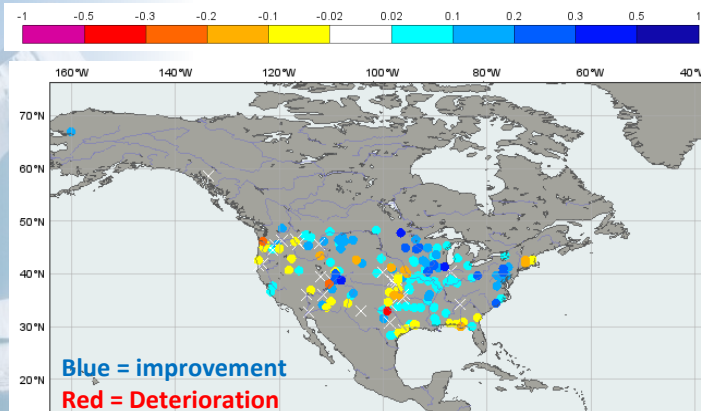 -1 -0.5 -0.3 -0.2 -0.1 -0.02 0.02 0.1 0.2 0.3 0.5 1
160°W 140°W 120°W 100°W 80°W 60°W 40°W
70°N
60°N
50°N
40°N
30°N
20°N
Blue = improvement
Red = Deterioration